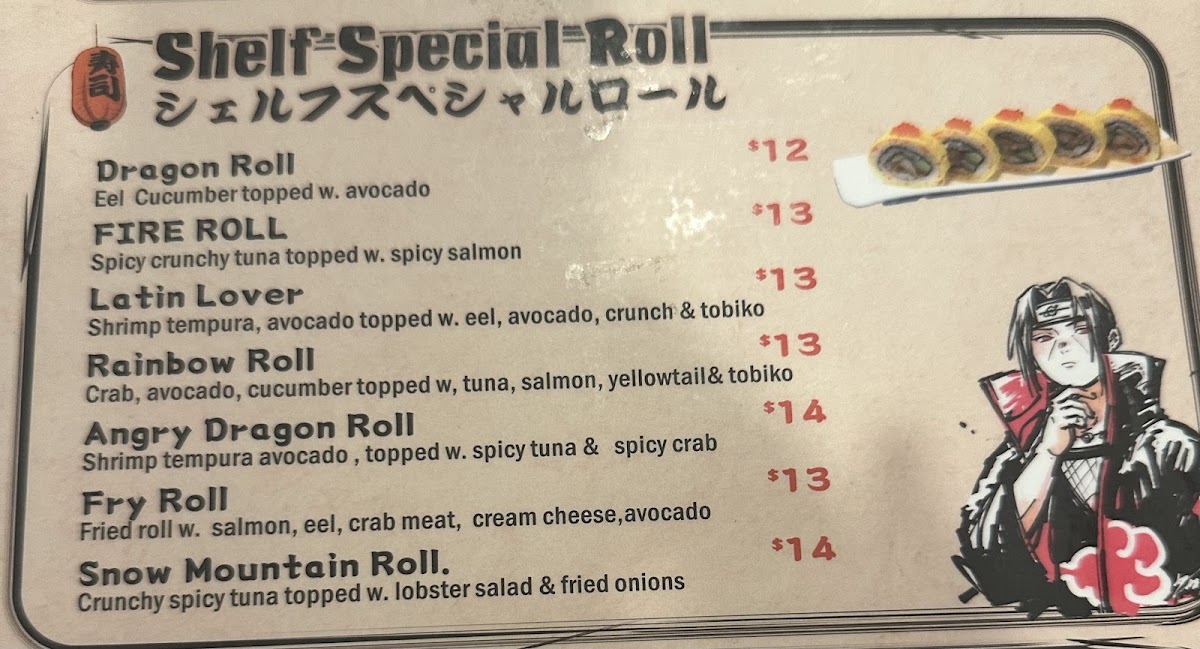 寿司
Shelf Special Roll
シェルフスペシャルロール
Dragon Roll $12
Eel Cucumber topped w. avocado
FIRE ROLL $13
Spicy crunchy tuna topped w. spicy salmon
Latin Lover $13
Shrimp tempura, avocado topped w. eel, avocado, crunch & tobiko
Rainbow Roll $13
Crab, avocado, cucumber topped w, tuna, salmon, yellowtail& tobiko
Angry Dragon Roll $14
Shrimp tempura avocado , topped w. spicy tuna & spicy crab
Fry Roll $13
Fried roll w. salmon, eel, crab meat, cream cheese,avocado
Snow Mountain Roll. $14
Crunchy spicy tuna topped w. lobster salad & fried onions